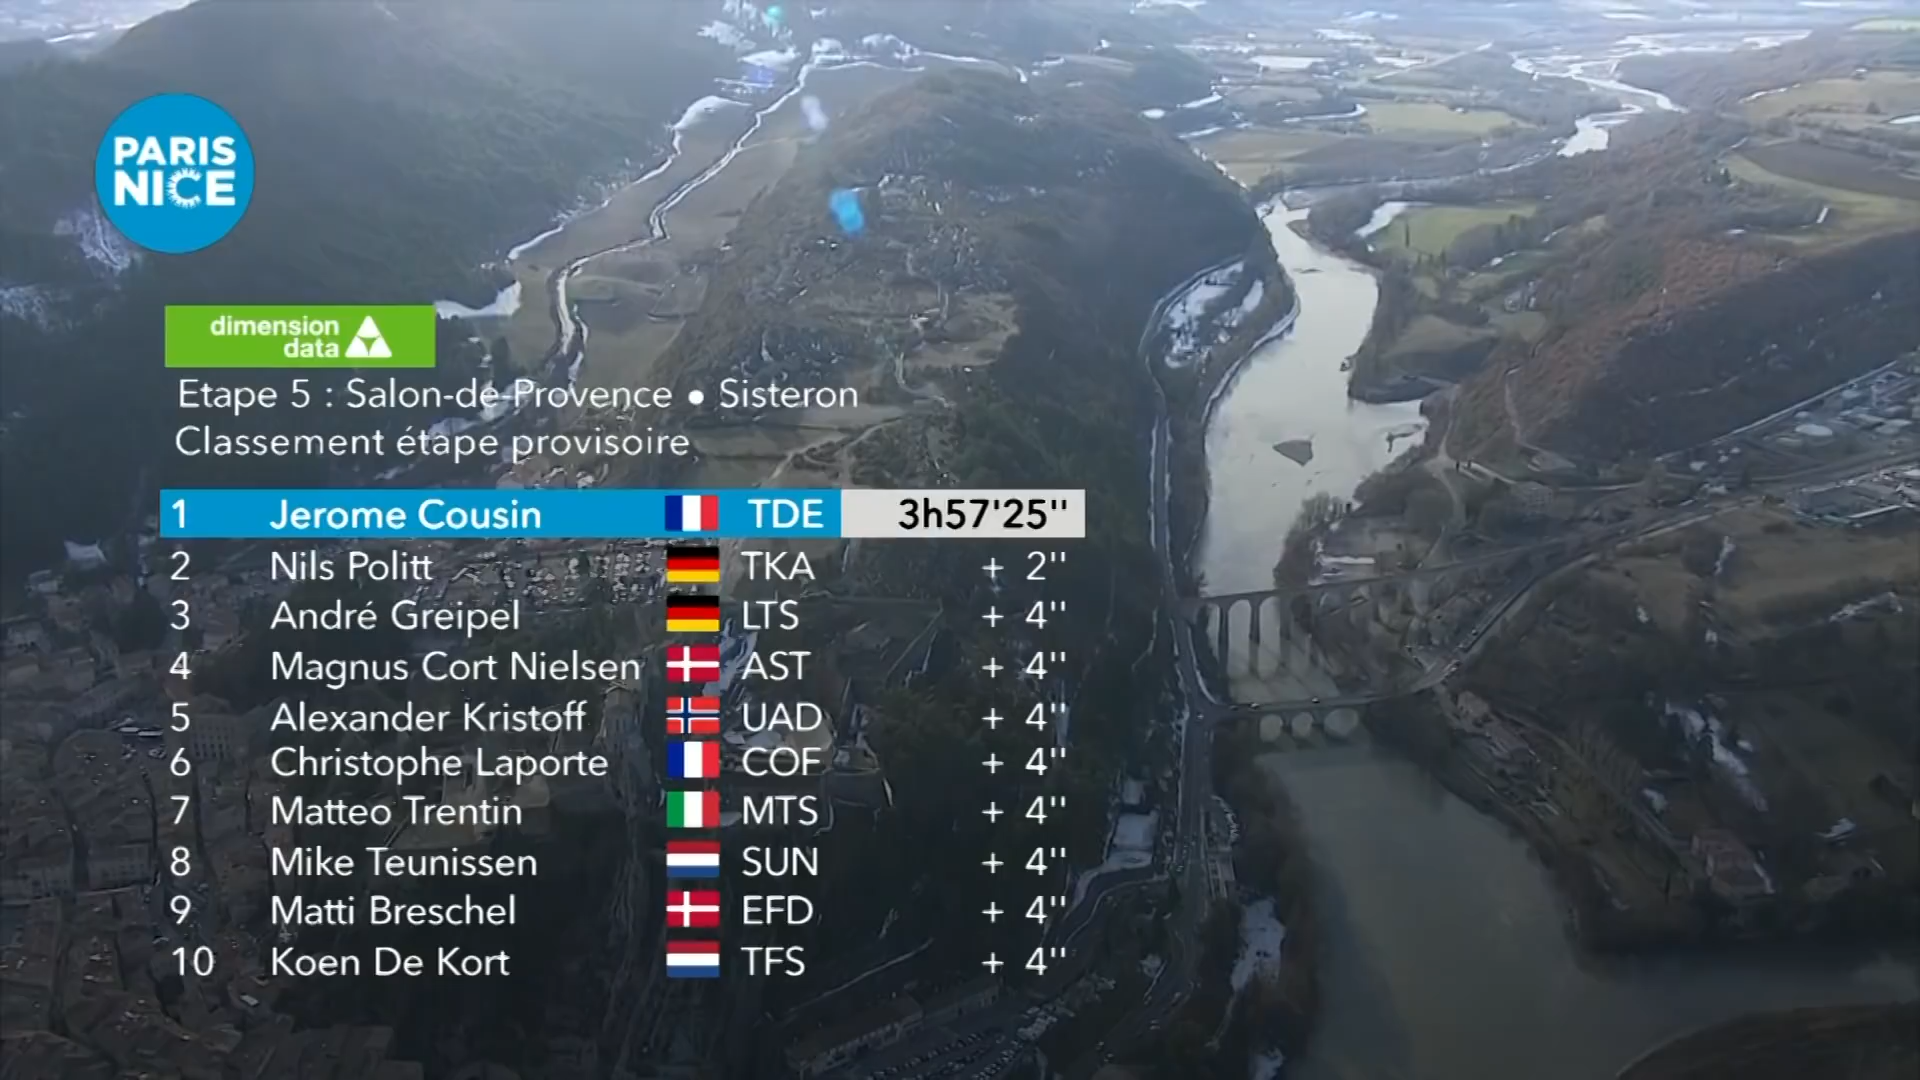 PARIS
NICE
dimension
data
Etape 5 : Salon-de-Provence • Sisteron
Classement étape provisoire
1 Jerome Cousin TDE 3h57'25''
2 Nils Politt TKA + 2''
3 André Greipel LTS + 4''
4 Magnus Cort Nielsen AST + 4''
5 Alexander Kristoff UAD + 4''
6 Christophe Laporte COF + 4''
7 Matteo Trentin MTS + 4''
8 Mike Teunissen SUN + 4''
9 Matti Breschel EFD + 4''
10 Koen De Kort TFS + 4''